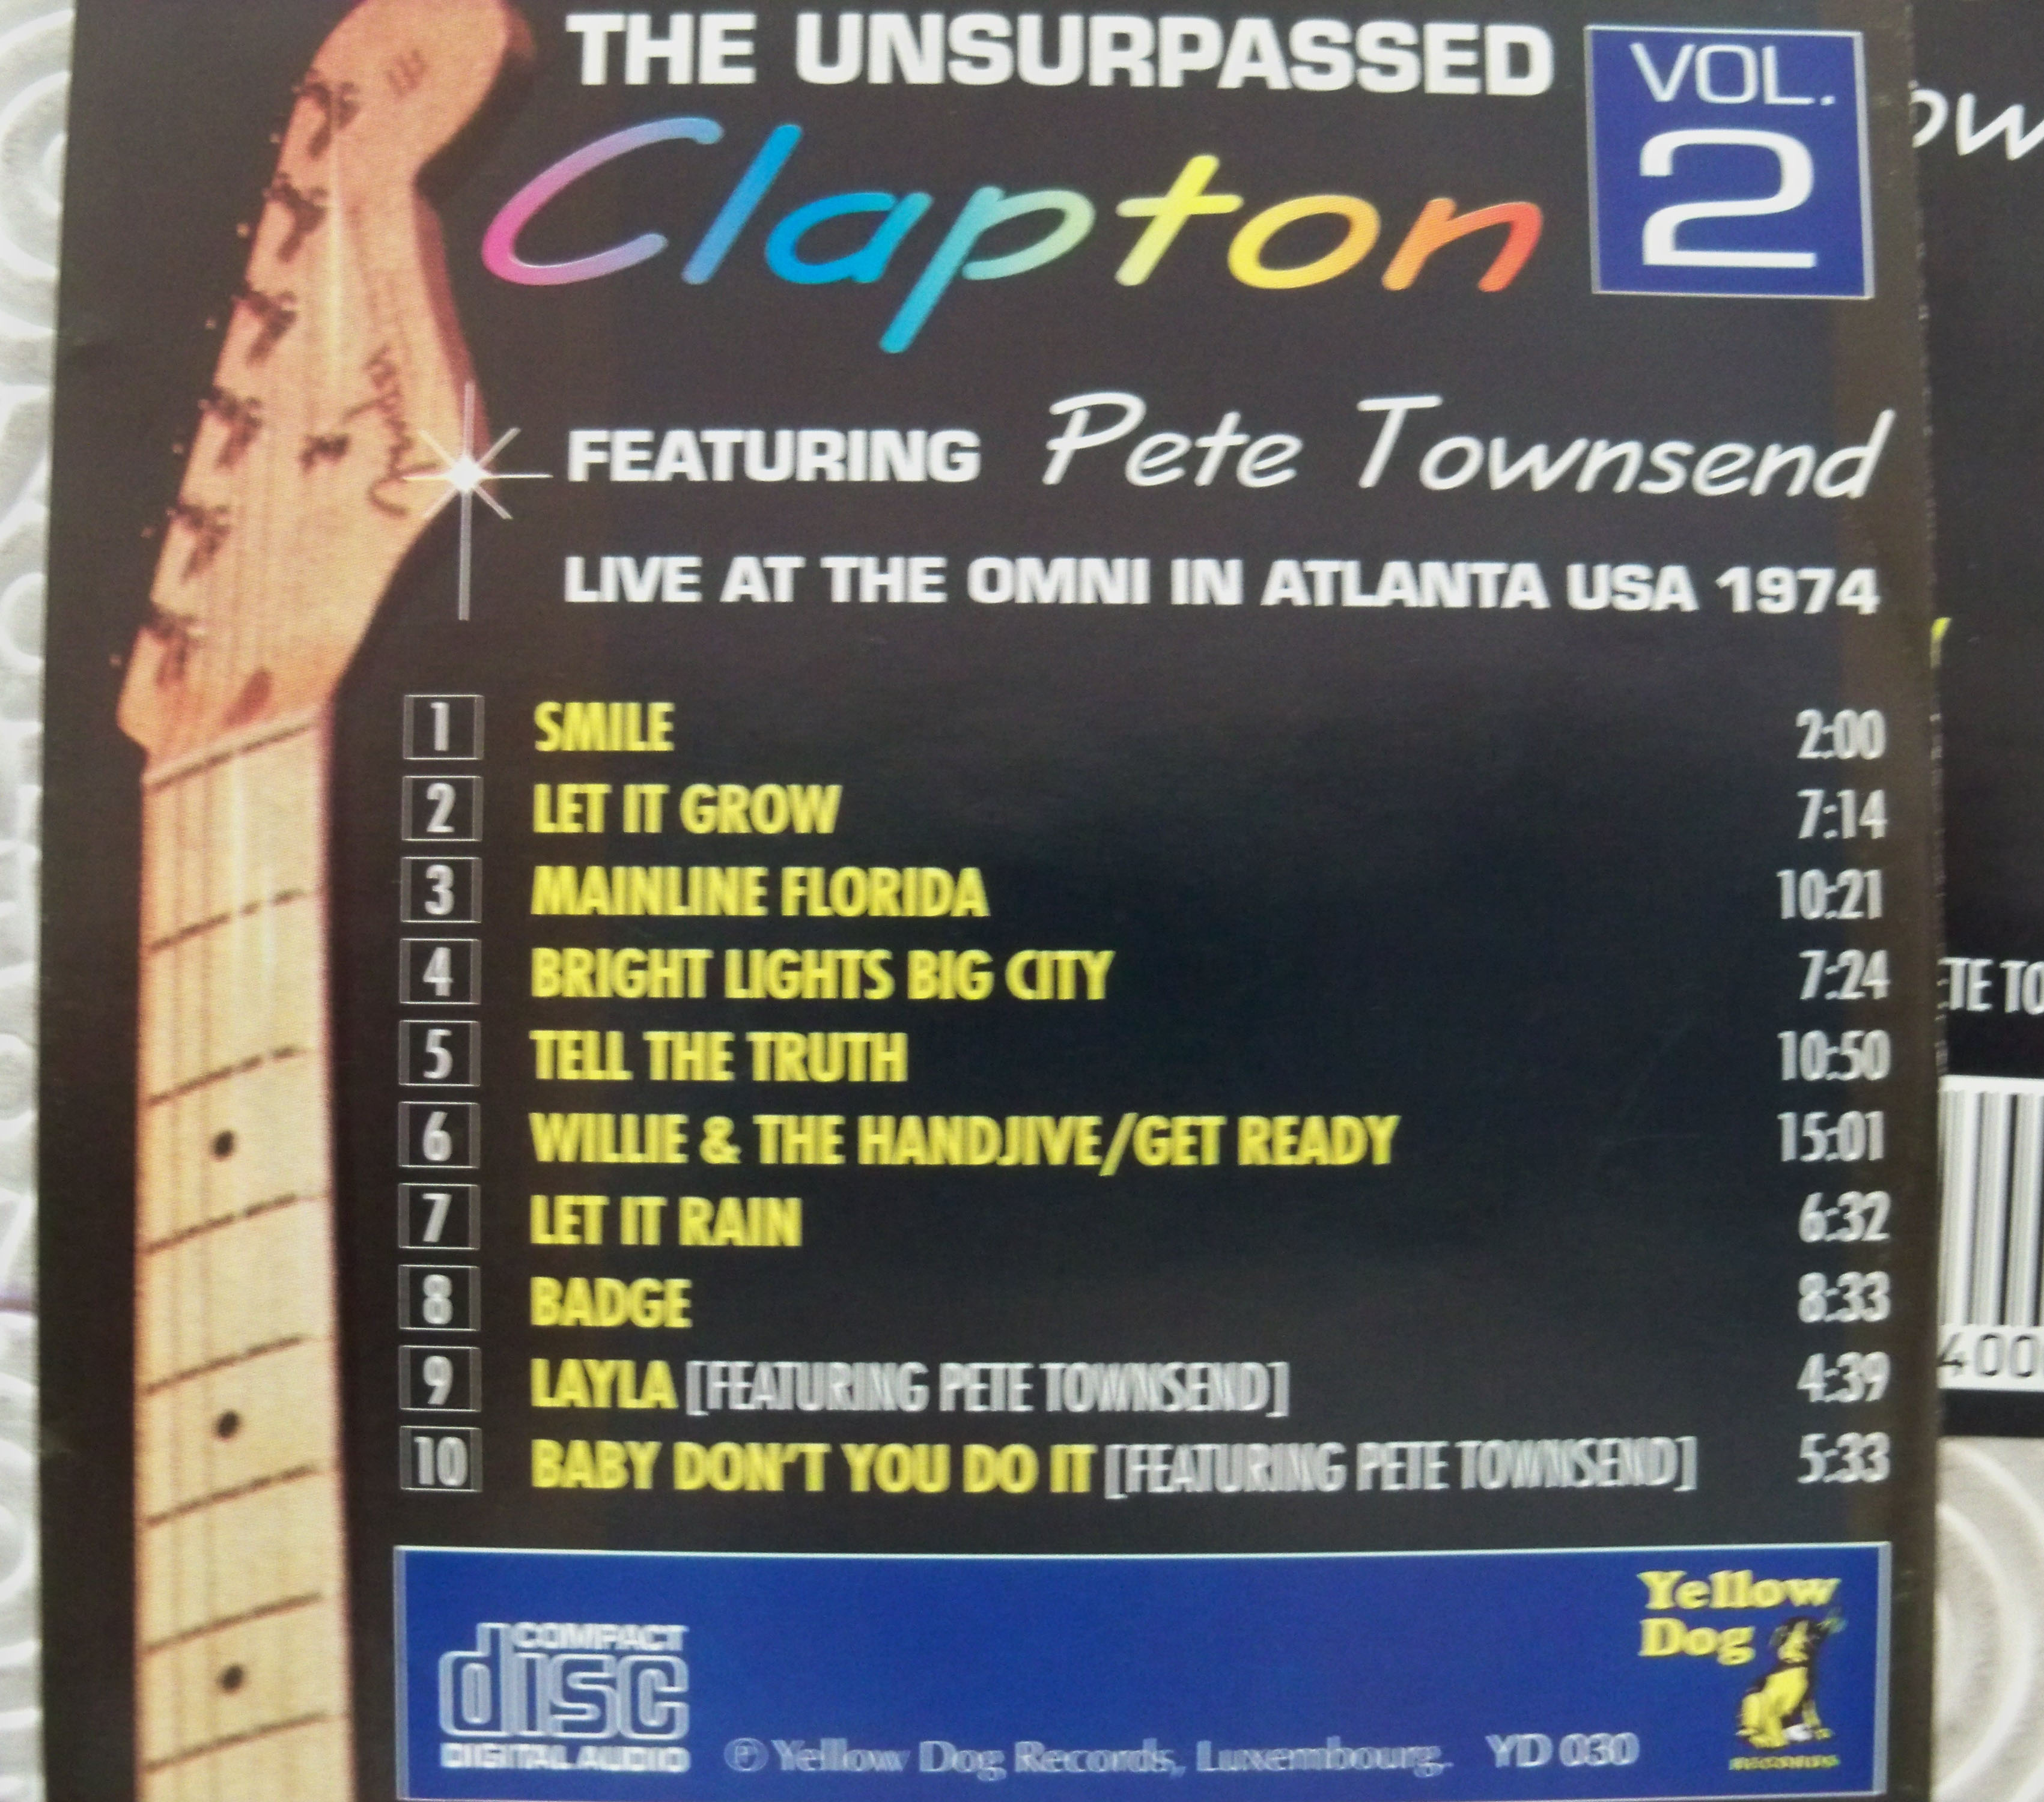 THE UNSURPASSED
Clapton
VOL.
2
FEATURING Pete Townsend
LIVE AT THE OMNI IN ATLANTA USA 1974
1 SMILE 2:00
2 LET IT GROW 7:14
3 MAINLINE FLORIDA 10:21
4 BRIGHT LIGHTS BIG CITY 7:24
5 TELL THE TRUTH 10:50
6 WILLIE & THE HANDJIVE/GET READY 15:01
7 LET IT RAIN 6:32
8 BADGE 8:33
9 LAYLA [FEATURING PETE TOWNSEND] 4:39
10 BABY DON'T YOU DO IT [FEATURING PETE TOWNSEND] 5:33
COMPACT
disc
DIGITAL AUDIO
℗ Yellow Dog Records, Luxembourg. YD 030
Yellow
Dog
RECORDS
ow
ETE TO
400